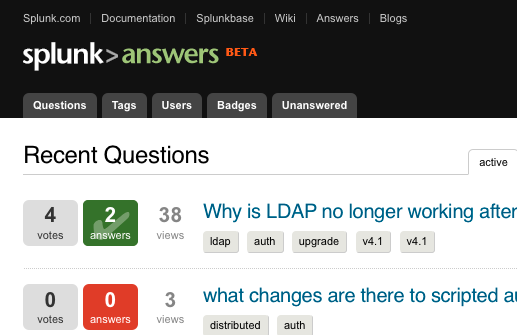 Splunk.com Documentation Splunkbase Wiki Answers Blogs
splunk>answers BETA
Questions Tags Users Badges Unanswered
Recent Questions
active
4 2 38 Why is LDAP no longer working after
votes answers views
ldap auth upgrade v4.1 v4.1
0 0 3 what changes are there to scripted
votes answers views
distributed auth